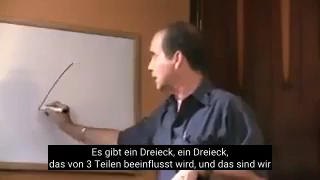 Es gibt ein Dreieck, ein Dreieck,
das von 3 Teilen beeinflusst wird, und das sind wir